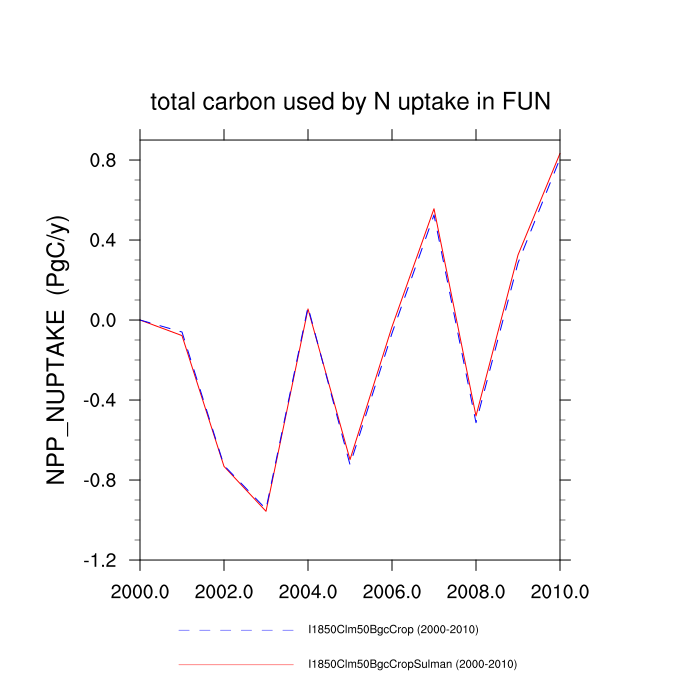 total carbon used by N uptake in FUN
NPP_NUPTAKE (PgC/y)
0.8
0.4
0.0
-0.4
-0.8
-1.2
2000.0 2002.0 2004.0 2006.0 2008.0 2010.0
I1850Clm50BgcCrop (2000-2010)
I1850Clm50BgcCropSulman (2000-2010)